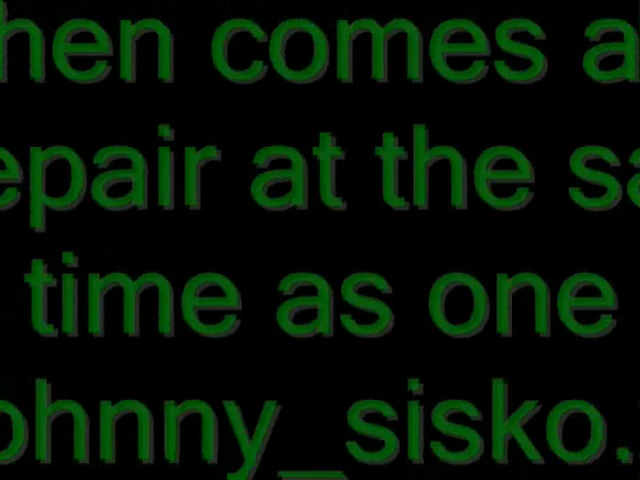 hen comes a
epair at the sa
time as one
ohnny_sisko.